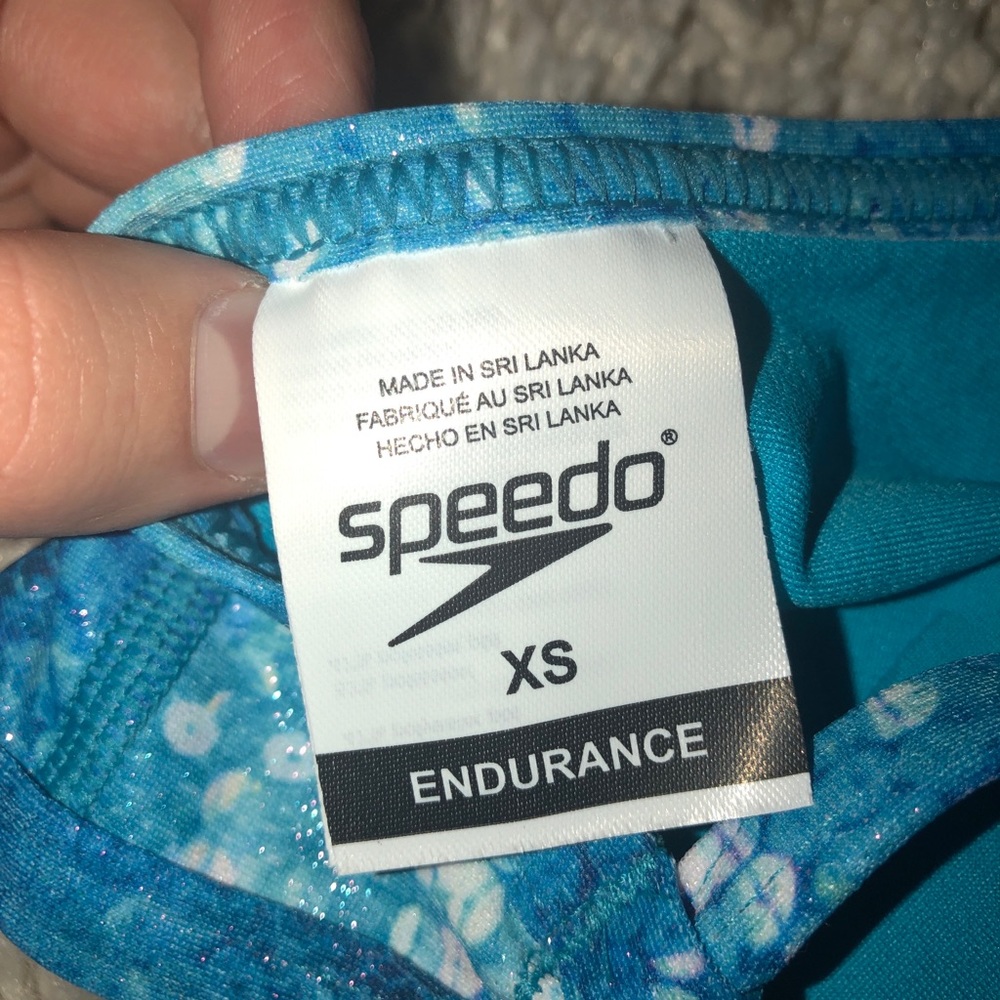 MADE IN SRI LANKA
FABRIQUÉ AU SRI LANKA
HECHO EN SRI LANKA
speedo®
XS
ENDURANCE